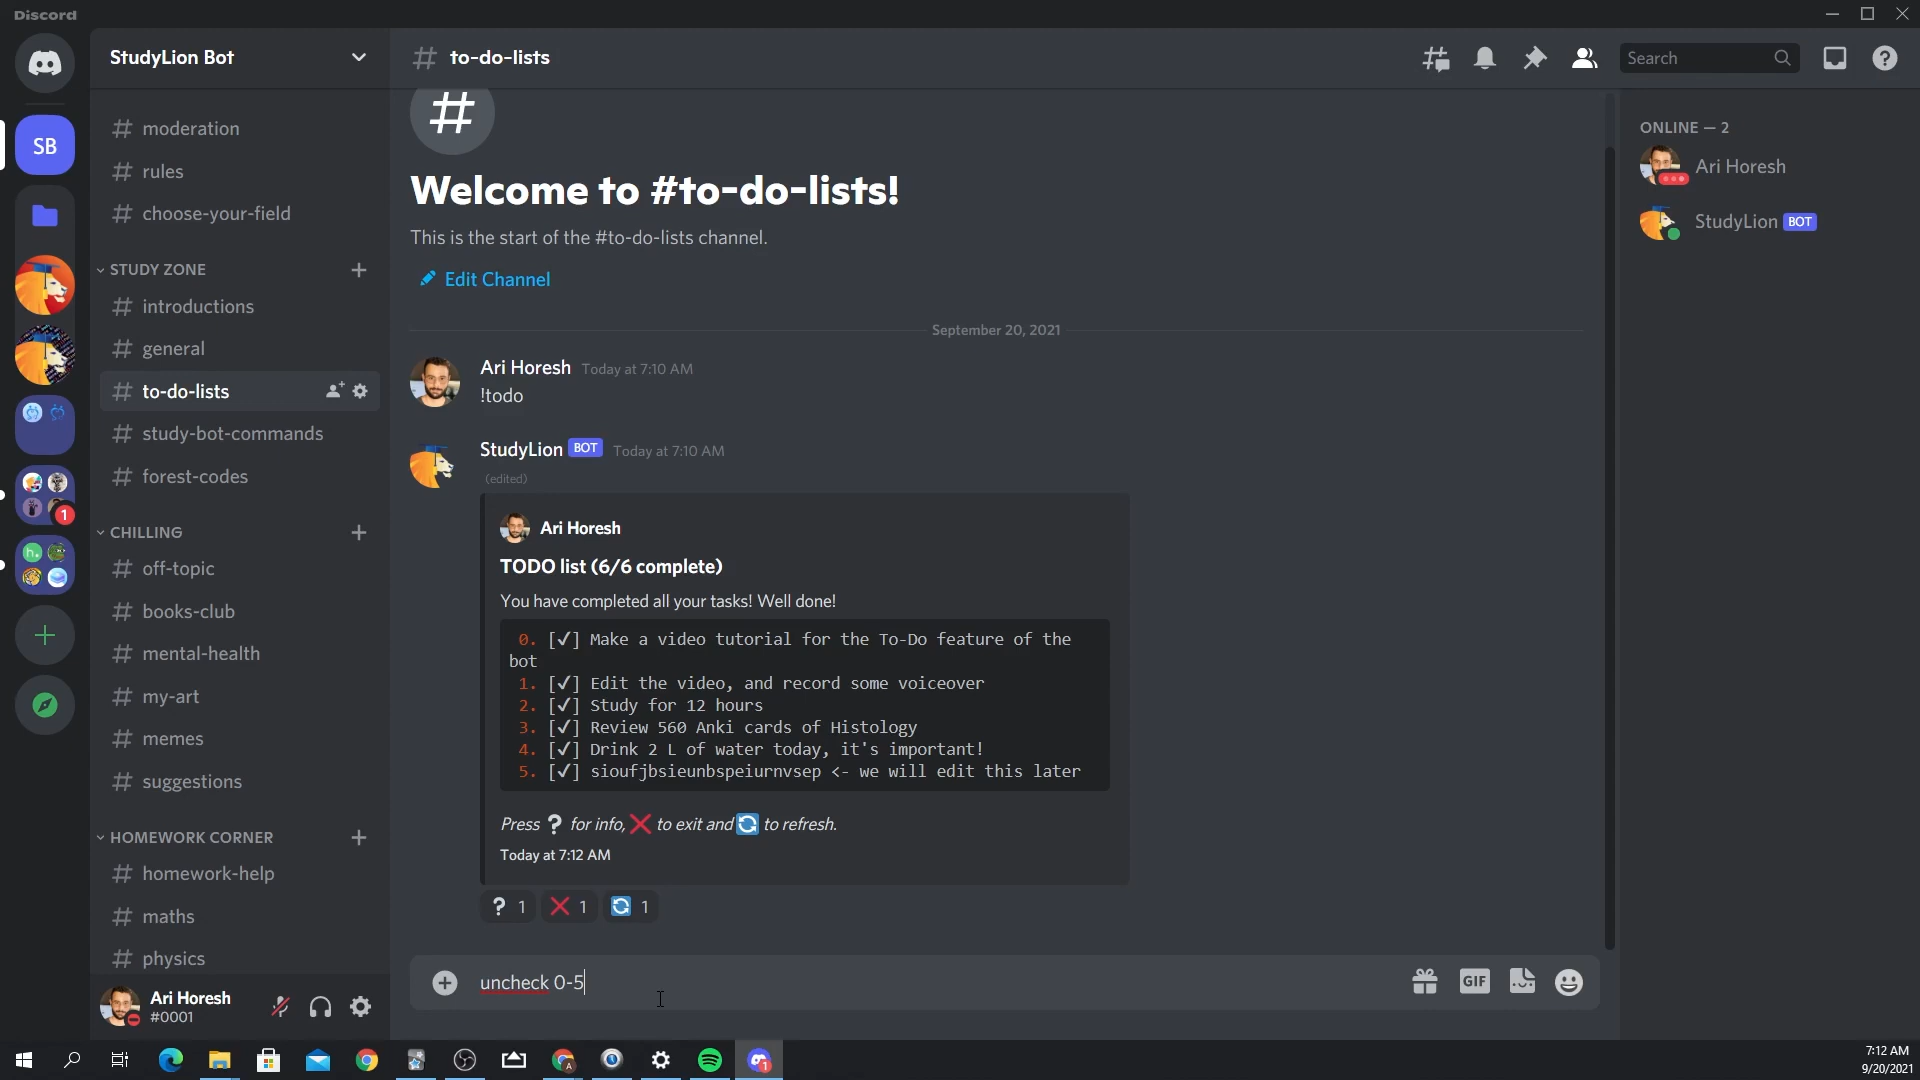 Discord
StudyLion Bot
to-do-lists
Search
SB
moderation
rules
choose-your-field
STUDY ZONE
introductions
general
to-do-lists
study-bot-commands
forest-codes
CHILLING
off-topic
books-club
mental-health
my-art
memes
suggestions
HOMEWORK CORNER
homework-help
maths
physics
1
h.
Ari Horesh
#0001
#
Welcome to #to-do-lists!
This is the start of the #to-do-lists channel.
Edit Channel
September 20, 2021
Ari Horesh Today at 7:10 AM
!todo
StudyLion BOT Today at 7:10 AM
(edited)
Ari Horesh
TODO list (6/6 complete)
You have completed all your tasks! Well done!
0. [✓] Make a video tutorial for the To-Do feature of the
bot
1. [✓] Edit the video, and record some voiceover
2. [✓] Study for 12 hours
3. [✓] Review 560 Anki cards of Histology
4. [✓] Drink 2 L of water today, it's important!
5. [✓] sioufjbsieunbspeiurnvsep <- we will edit this later
Press ❓ for info, ❌ to exit and 🔄 to refresh.
Today at 7:12 AM
? 1 ❌ 1 🔄 1
uncheck 0-5
GIF
ONLINE — 2
Ari Horesh
StudyLion BOT
A
1
7:12 AM
9/20/2021